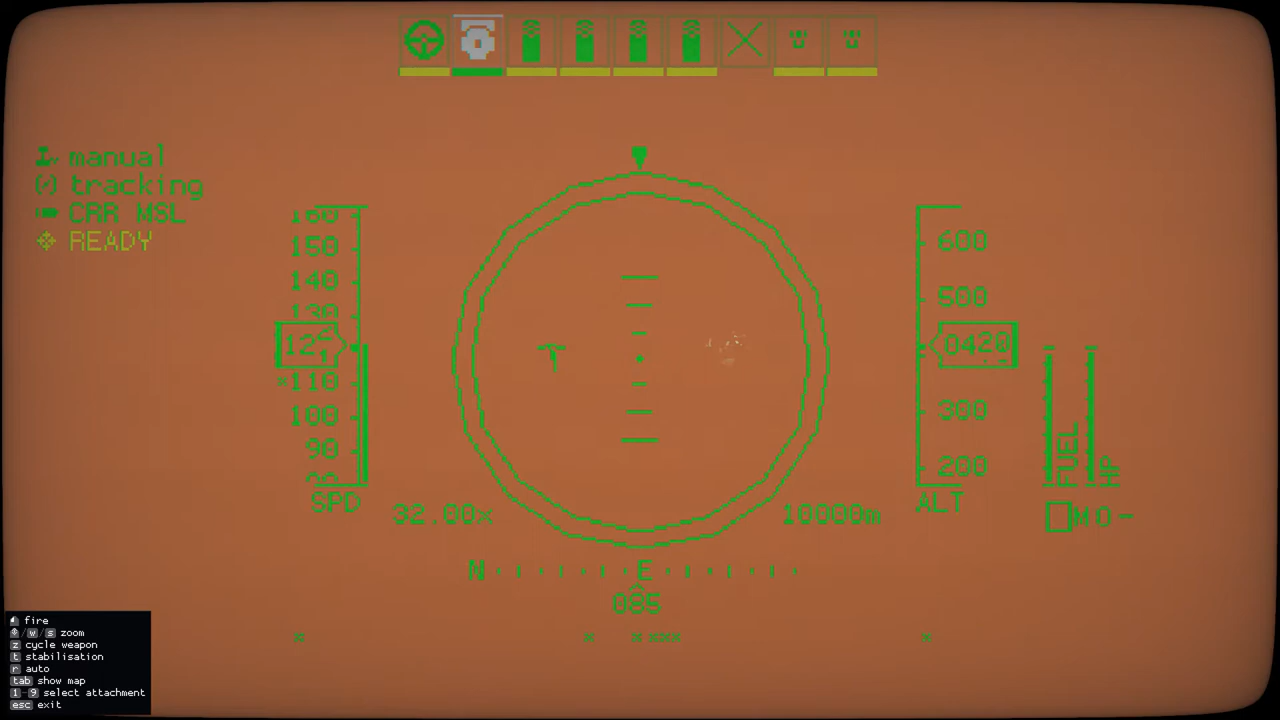 manual
tracking
CRR MSL
READY
160
150
140
130
110
100
90
SPD
32.00x
600
500
0420
300
200
ALT
10000m
FUEL
HP
N
E
085
fire
/w/s zoom
z cycle weapon
t stabilisation
r auto
tab show map
1-9 select attachment
esc exit